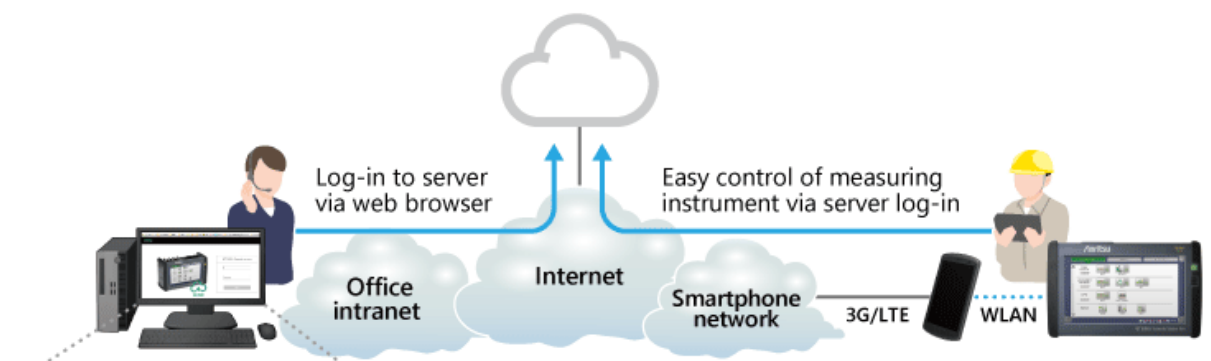 Log-in to server
via web browser
Easy control of measuring
instrument via server log-in
Office
intranet
Internet
Smartphone
network
3G/LTE
WLAN
Anritsu